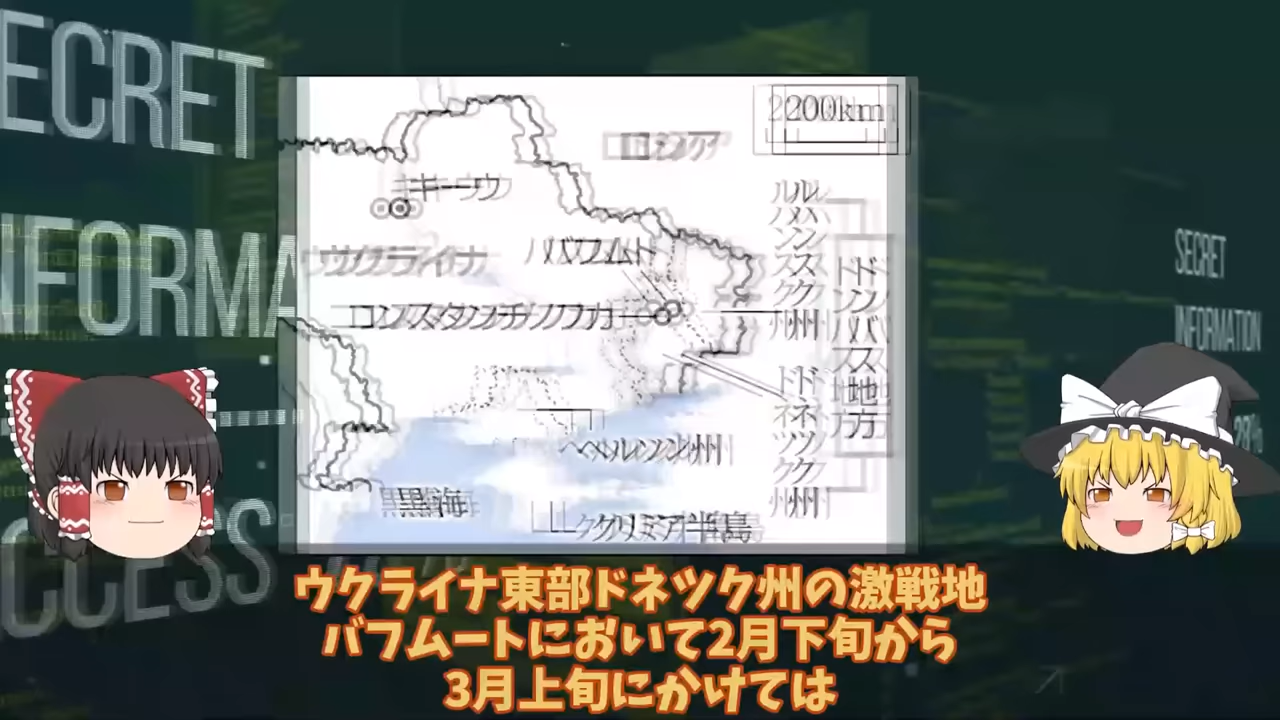 ECRET
NFORMA
CCESS
SECRET
INFORMATION
28%
200km
ロシア
キーウ
ウクライナ
バフムト
コンスタンチノフカ
ルハンスク州
ドンバス地方
ドネツク州
ヘルソン州
黒海
クリミア半島
ウクライナ東部ドネツク州の激戦地
バフムートにおいて2月下旬から
3月上旬にかけては